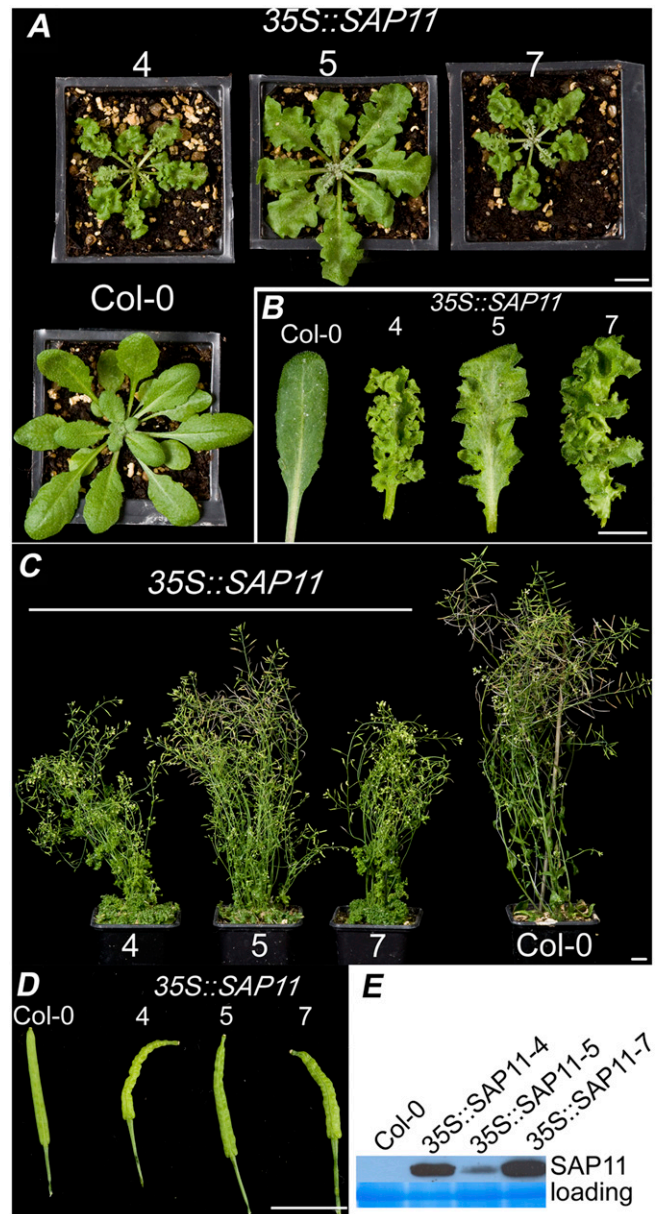 A
35S::SAP11
4 5 7
Col-0
B
35S::SAP11
Col-0 4 5 7
C
35S::SAP11
4 5 7 Col-0
D
35S::SAP11
Col-0 4 5 7
E
Col-0
35S::SAP11-4
35S::SAP11-5
35S::SAP11-7
SAP11
loading